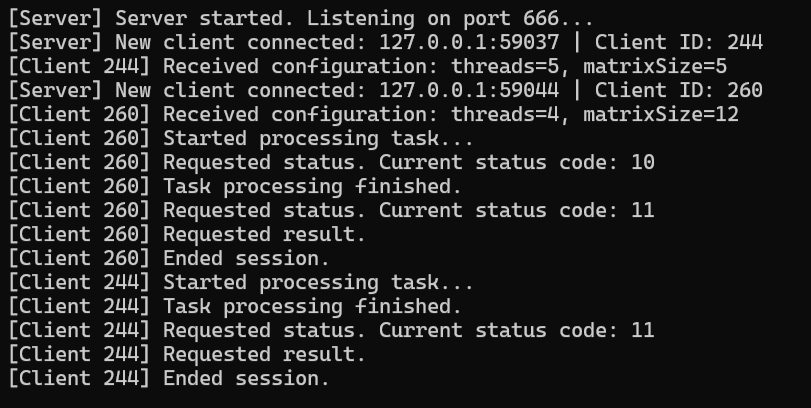 [Server] Server started. Listening on port 666...
[Server] New client connected: 127.0.0.1:59037 | Client ID: 244
[Client 244] Received configuration: threads=5, matrixSize=5
[Server] New client connected: 127.0.0.1:59044 | Client ID: 260
[Client 260] Received configuration: threads=4, matrixSize=12
[Client 260] Started processing task...
[Client 260] Requested status. Current status code: 10
[Client 260] Task processing finished.
[Client 260] Requested status. Current status code: 11
[Client 260] Requested result.
[Client 260] Ended session.
[Client 244] Started processing task...
[Client 244] Task processing finished.
[Client 244] Requested status. Current status code: 11
[Client 244] Requested result.
[Client 244] Ended session.